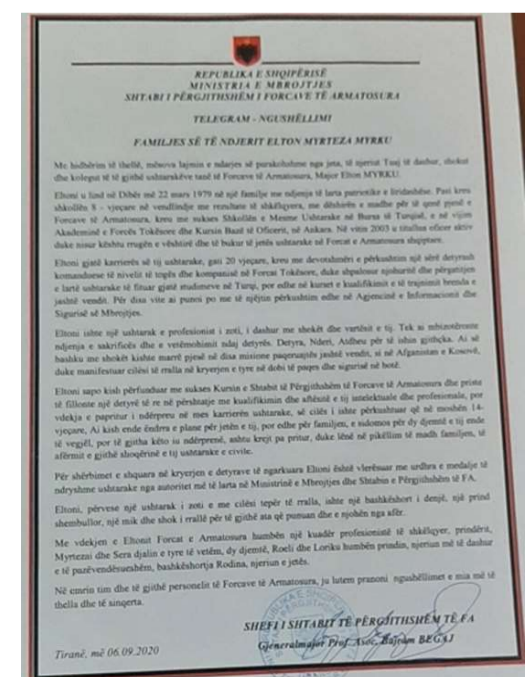 REPUBLIKA E SHQIPËRISË
MINISTRIA E MBROJTJES
SHTABI I PËRGJITHSHËM I FORCAVE TË ARMATOSURA
TELEGRAM - NGUSHËLLIMI
FAMILJES SË TË NDJERIT ELTON MYRTEZA MYRKU
Me hidhërim të thellë, mësova lajmin e ndarjes së parakohshme nga jeta, të njeriut Tuaj të dashur, shokut
dhe kolegut të të gjithë ushtarakëve tanë të Forcave të Armatosura, Major Elton MYRKU.
Eltoni u lind në Dibër më 22 mars 1979 në një familje me ndjenja të larta patriotike e liridashëse. Pasi kreu
shkollën 8 - vjeçare në vendlindje me rezultate të shkëlqyera, me dëshirën e madhe për të qenë pjesë e
Forcave të Armatosura, kreu me sukses Shkollën e Mesme Ushtarake në Bursa të Turqisë, e në vijim
Akademinë e Forcës Tokësore dhe Kursin Bazë të Oficerit, në Ankara. Në vitin 2003 u titullua oficer aktiv
duke nisur kështu rrugën e vështirë dhe të bukur të jetës ushtarake në Forcat e Armatosura shqiptare.
Eltoni gjatë karrierës së tij ushtarake, gati 20 vjeçare, kreu me devotshmëri e përkushtim një sërë detyrash
komanduese të nivelit të togës dhe kompanisë në Forcat Tokësore, duke shpalosur njohuritë dhe përgatitjen
e lartë ushtarake të fituar gjatë studimeve në Turqi, por edhe në kurset e kualifikimit e të trajnimit brenda e
jashtë vendit. Për disa vite ai punoi po me të njëjtin përkushtim edhe në Agjencinë e Informacionit dhe
Sigurisë së Mbrojtjes.
Eltoni ishte një ushtarak e profesionist i zoti, i dashur me shokët dhe vartësit e tij. Tek ai mbizotëronte
ndjenja e sakrificës dhe e vetëmohimit ndaj detyrës. Detyra, Nderi, Atdheu për të ishin gjithçka. Ai së
bashku me shokët kishte marrë pjesë në disa misione paqeruajtës jashtë vendit, si në Afganistan e Kosovë,
duke manifestuar cilësi të rralla në kryerjen e tyre në dobi të paqes dhe sigurisë në botë.
Eltoni sapo kish përfunduar me sukses Kursin e Shtabit të Përgjithshëm të Forcave të Armatosura dhe priste
të fillonte një detyrë të re në përshtatje me kualifikimin dhe aftësitë e tij intelektuale dhe profesionale, por
vdekja e papritur i ndërpreu në mes karrierën ushtarake, së cilës i ishte përkushtuar që në moshën 14-
vjeçare, Ai kish ende ëndrra e plane për jetën e tij, por edhe për familjen, e sidomos për dy djemtë e tij ende
të vegjël, por të gjitha këto iu ndërprenë, ashtu krejt pa pritur, duke lënë në pikëllim të madh familjen, të
afërmit e gjithë shoqërinë e tij ushtarake e civile.
Për shërbimet e shquara në kryerjen e detyrave të ngarkuara Eltoni është vlerësuar me urdhra e medalje të
ndryshme ushtarake nga autoritet më të larta në Ministrinë e Mbrojtjes dhe Shtabin e Përgjithshëm të FA.
Eltoni, përvese një ushtarak i zoti e me cilësi tepër të rralla, ishte një bashkëshort i denjë, një prind
shembullor, një mik dhe shok i rrallë për të gjithë ata që punuan dhe e njohën nga afër.
Me vdekjen e Eltonit Forcat e Armatosura humbën një kuadër profesionistë të shkëlqyer, prindërit,
Myrtezai dhe Sera djalin e tyre të vetëm, dy djemtë, Roeli dhe Loriku humbën prindin, njeriun më të dashur
e të pazëvendësueshëm, bashkëshortja Rodina, njeriun e jetës.
Në emrin tim dhe të gjithë personelit të Forcave të Armatosura, ju lutem pranoni ngushëllimet e mia më të
thella dhe të sinqerta.
SHEFI I SHTABIT TË PËRGJITHSHËM TË FA
Gjeneralmajor Prof. Asoc. Bajram BEGAJ
Tiranë, më 06.09.2020